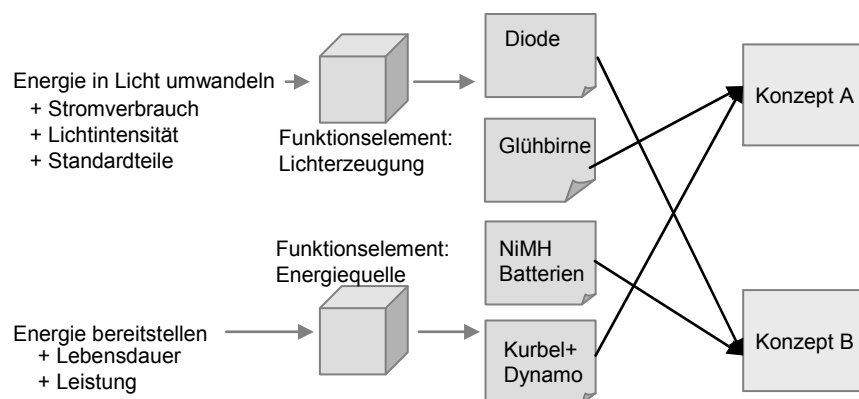 Energie in Licht umwandeln
+ Stromverbrauch
+ Lichtintensität
+ Standardteile
Funktionselement:
Lichterzeugung
Diode
Glühbirne
Konzept A
Energie bereitstellen
+ Lebensdauer
+ Leistung
Funktionselement:
Energiequelle
NiMH
Batterien
Kurbel+
Dynamo
Konzept B